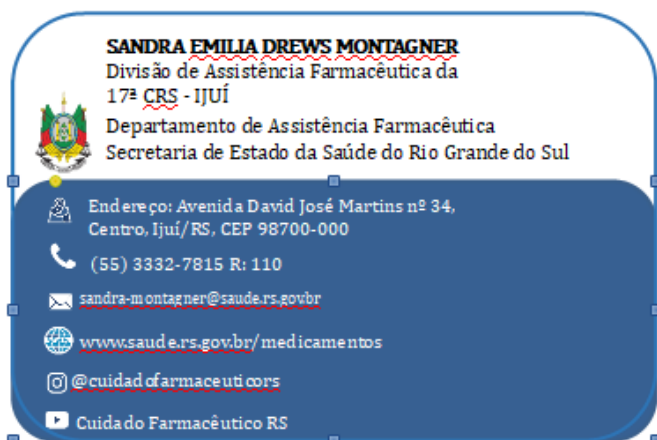 SANDRA EMILIA DREWS MONTAGNER
Divisão de Assistência Farmacêutica da
17ª CRS - IJUÍ
Departamento de Assistência Farmacêutica
Secretaria de Estado da Saúde do Rio Grande do Sul
Endereço: Avenida David José Martins nº 34,
Centro, Ijuí/RS, CEP 98700-000
(55) 3332-7815 R: 110
sandra-montagner@saude.rs.gov.br
www.saude.rs.gov.br/medicamentos
@cuidadofarmaceuticors
Cuidado Farmacêutico RS